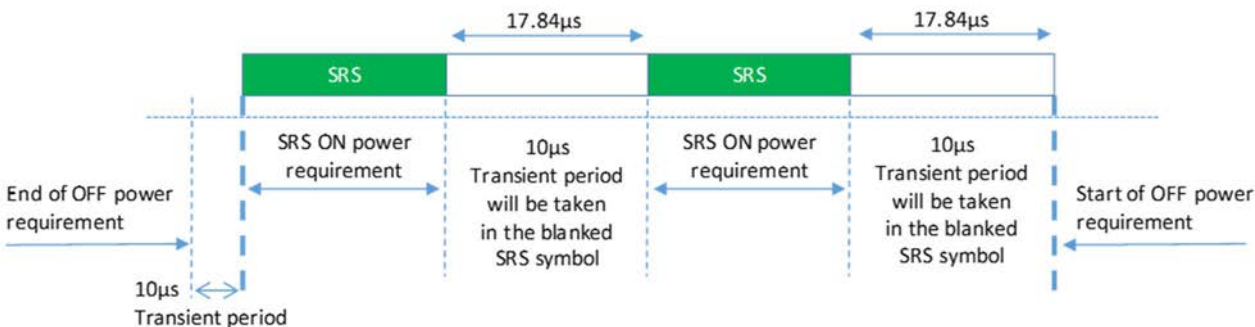 17.84µs
17.84µs
SRS
SRS
SRS ON power
requirement
10µs
Transient period
will be taken
in the blanked
SRS symbol
SRS ON power
requirement
10µs
Transient period
will be taken
in the blanked
SRS symbol
End of OFF power
requirement
Start of OFF power
requirement
10µs
Transient period